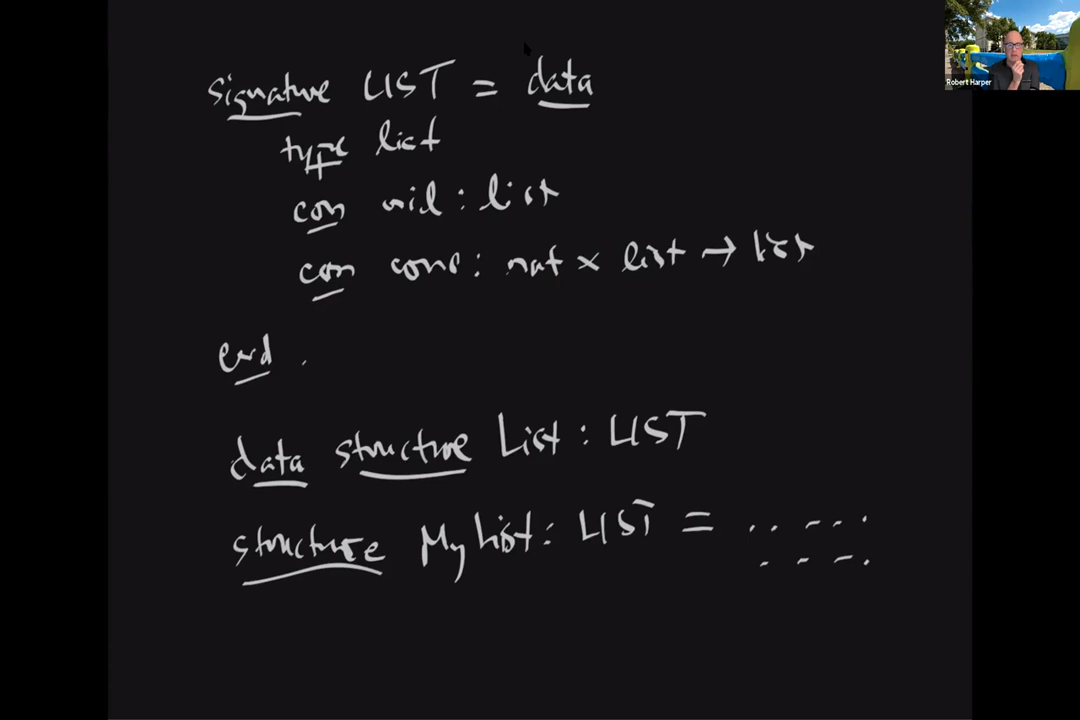 signature LIST = data
type list
con nil : list
con cons : nat × list → list
end .
data structure List : LIST
structure MyList : LIST = .. -- .
. - - .
Robert Harper